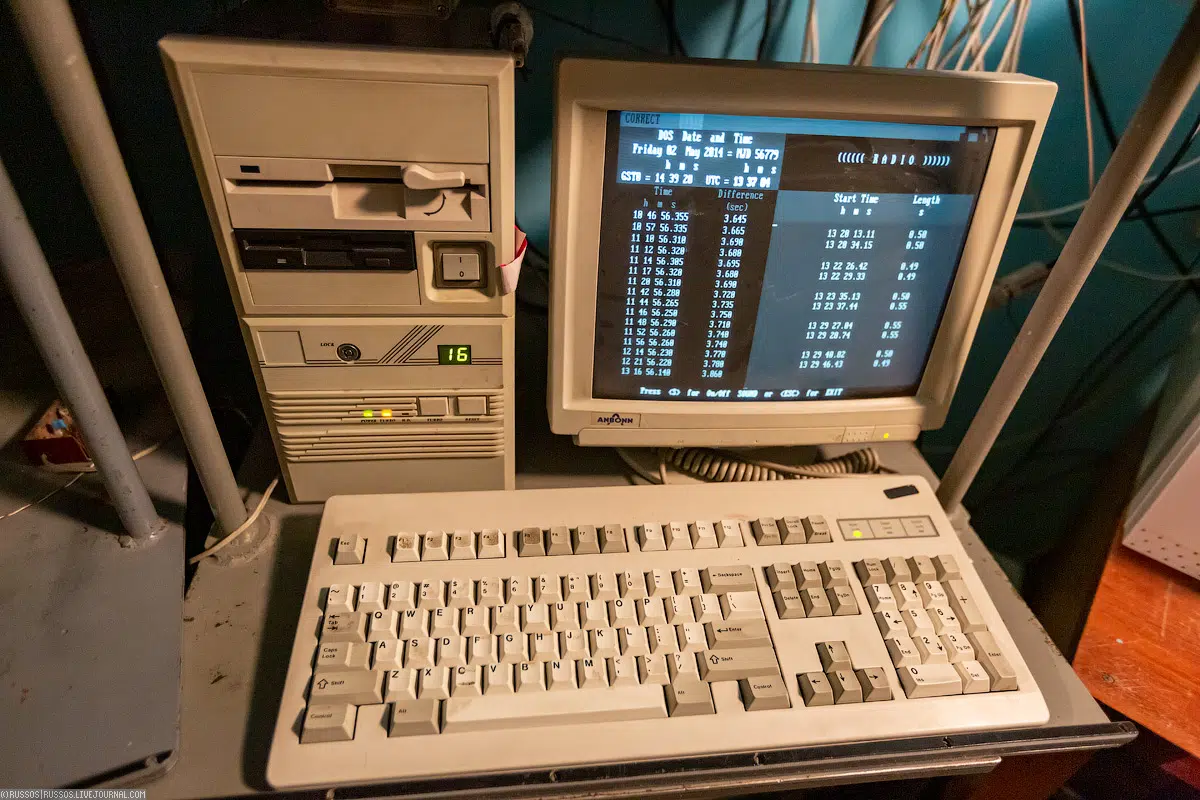 CORRECT
DOS Date and Time
Friday 02 May 2014 = MJD 56779
h m s h m s
GSTO = 14 39 20 UTC = 13 37 04
(((((( R A D I O ))))))
Time Difference
h m s (sec)
10 46 56.355 3.645
10 57 56.335 3.665
11 10 56.310 3.690
11 12 56.320 3.680
11 14 56.305 3.695
11 17 56.320 3.680
11 20 56.310 3.690
11 42 56.280 3.720
11 44 56.265 3.735
11 46 56.250 3.750
11 48 56.290 3.710
11 52 56.260 3.740
11 56 56.260 3.740
12 14 56.230 3.770
12 21 56.220 3.780
13 16 56.140 3.860
Start Time Length
h m s s
13 20 13.11 0.50
13 20 34.15 0.50
13 22 26.42 0.49
13 22 29.33 0.49
13 23 35.13 0.50
13 23 37.44 0.55
13 29 27.04 0.55
13 29 28.74 0.55
13 29 40.82 0.50
13 29 46.43 0.49
Press <S> for On/Off SOUND or <ESC> for EXIT
ANBONN
LOCK
16
POWER TURBO H.D. TURBO RESET
Esc
Backspace
Tab Q W E R T Y U I O P
Caps Lock A S D F G H J K L Enter
Shift Z X C V B N M Shift
Control Alt Alt Control
Insert Home PgUp
Delete End PgDn
©RUSSOS|RUSSOS.LIVEJOURNAL.COM